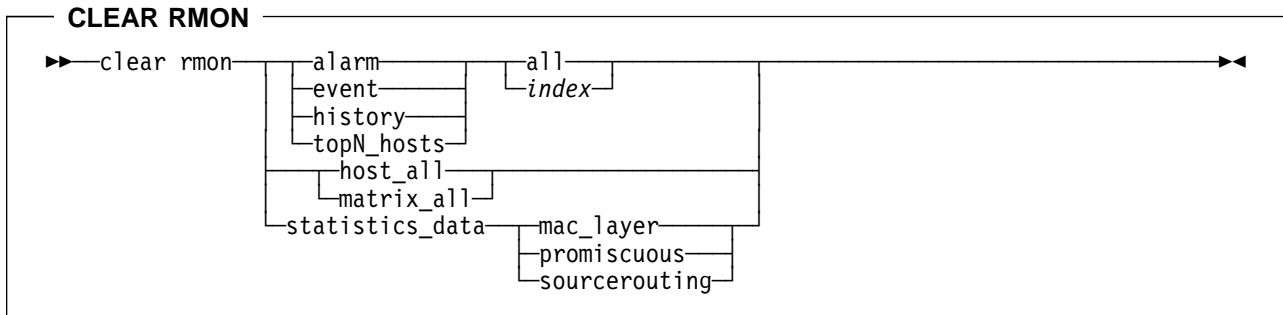 CLEAR RMON
clear rmon alarm all
event index
history
topN_hosts
host_all
matrix_all
statistics_data mac_layer
promiscuous
sourcerouting